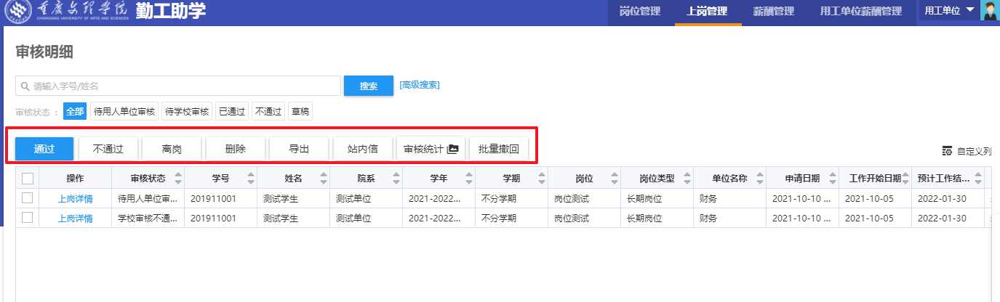 重庆文理学院 勤工助学 岗位管理 上岗管理 薪酬管理 用工单位薪酬管理 用工单位
CHONGQING UNIVERSITY OF ARTS AND SCIENCES
审核明细
请输入学号/姓名 搜索 [高级搜索]
审核状态 : 全部 待用人单位审核 待学校审核 已通过 不通过 草稿
通过 不通过 离岗 删除 导出 站内信 审核统计 批量撤回 自定义列
操作 审核状态 学号 姓名 院系 学年 学期 岗位 岗位类型 单位名称 申请日期 工作开始日期 预计工作结...
上岗详情 待用人单位审... 201911001 测试学生 测试单位 2021-2022... 不分学期 岗位测试 长期岗位 财务 2021-10-10 ... 2021-10-05 2022-01-30
上岗详情 学校审核不通... 201911001 测试学生 测试单位 2021-2022... 不分学期 岗位测试 长期岗位 财务 2021-10-10 ... 2021-10-05 2022-01-30